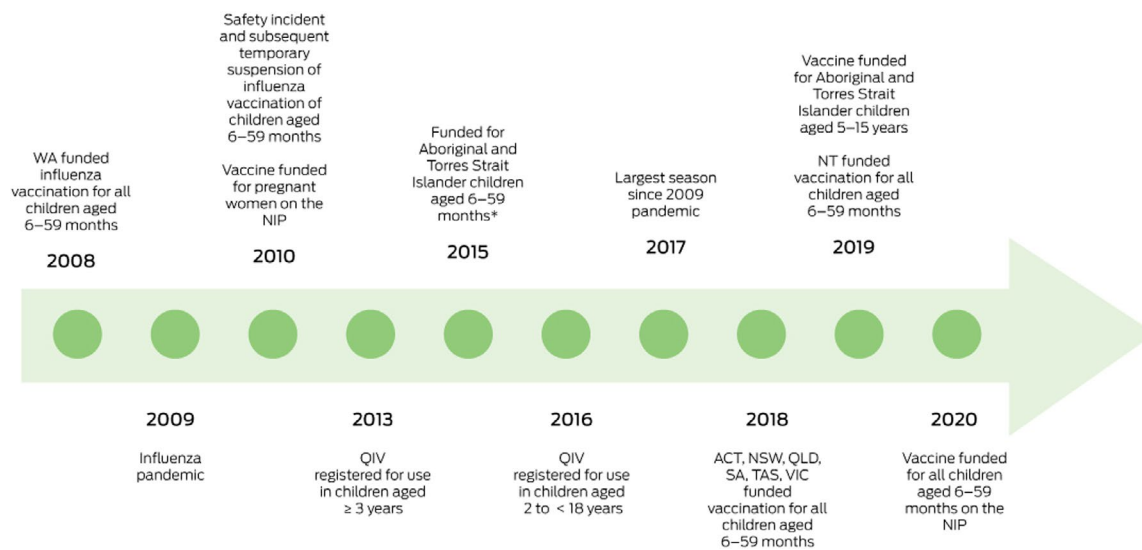 WA funded
influenza
vaccination for all
children aged
6–59 months
2008
Safety incident
and subsequent
temporary
suspension of
influenza
vaccination of
children aged
6–59 months
Vaccine funded
for pregnant
women on the
NIP
2010
Funded for
Aboriginal and
Torres Strait
Islander children
aged 6–59
months*
2015
Largest season
since 2009
pandemic
2017
Vaccine funded
for Aboriginal and
Torres Strait
Islander children
aged 5–15 years
NT funded
vaccination for all
children aged
6–59 months
2019
2009
Influenza
pandemic
2013
QIV
registered for use
in children aged
≥ 3 years
2016
QIV
registered for use
in children aged
2 to < 18 years
2018
ACT, NSW, QLD,
SA, TAS, VIC
funded
vaccination for all
children aged
6–59 months
2020
Vaccine funded
for all children
aged 6–59
months on the
NIP